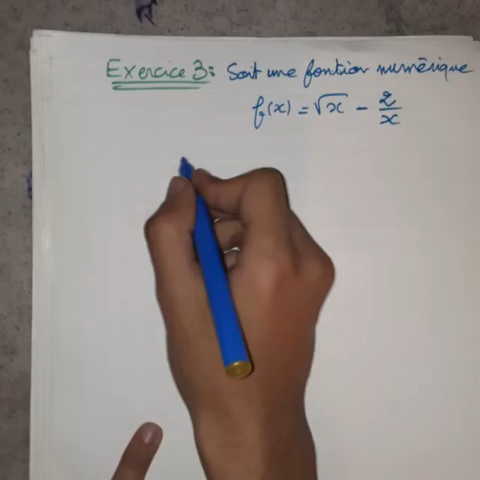 Exercice 3: Soit une fontion numérique
f(x) = √x - 2/x